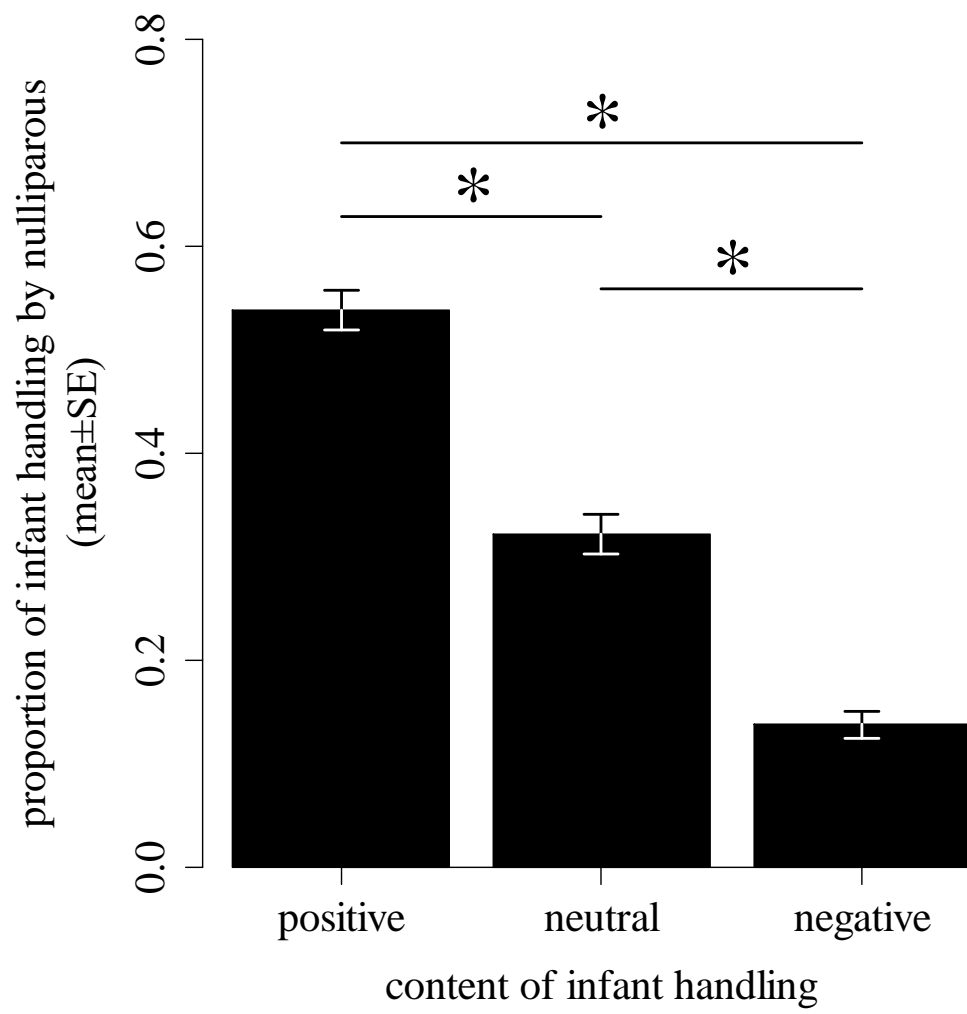 proportion of infant handling by nulliparous
(mean±SE)
0.8
0.6
0.4
0.2
0.0
*
*
*
positive neutral negative
content of infant handling